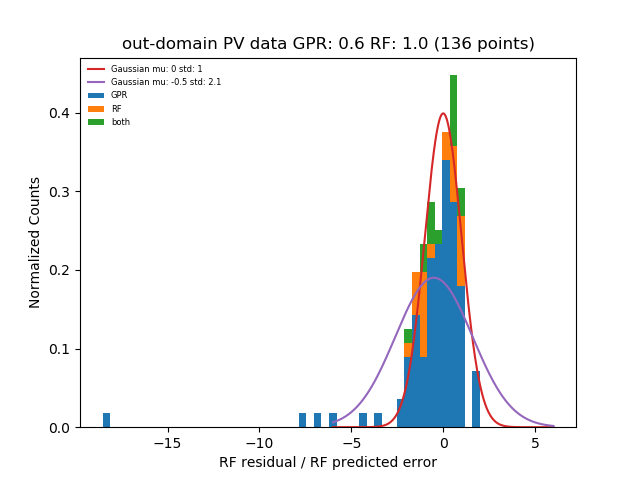 out-domain PV data GPR: 0.6 RF: 1.0 (136 points)
Gaussian mu: 0 std: 1
Gaussian mu: -0.5 std: 2.1
GPR
RF
both
Normalized Counts
0.4
0.3
0.2
0.1
0.0
−15 −10 −5 0 5
RF residual / RF predicted error